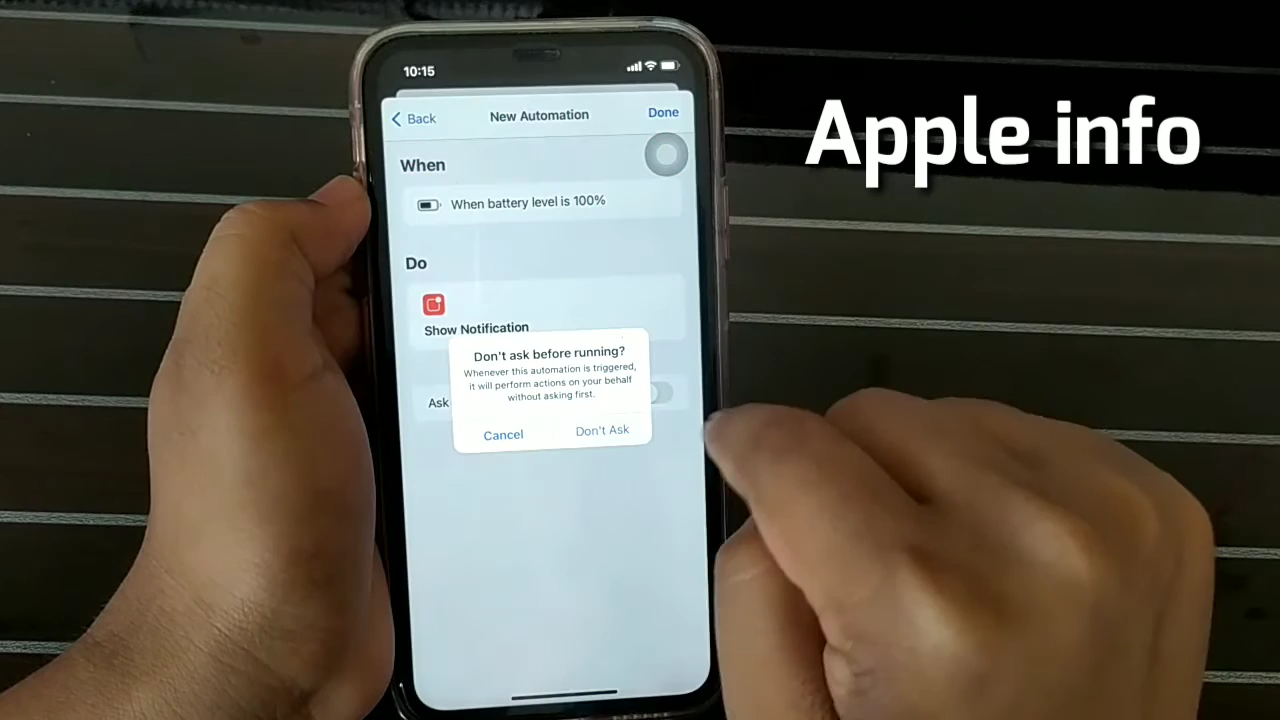 10:15
Back
New Automation
Done
When
When battery level is 100%
Do
Show Notification
Don't ask before running?
Whenever this automation is triggered,
it will perform actions on your behalf
without asking first.
Ask
Cancel
Don't Ask
Apple info